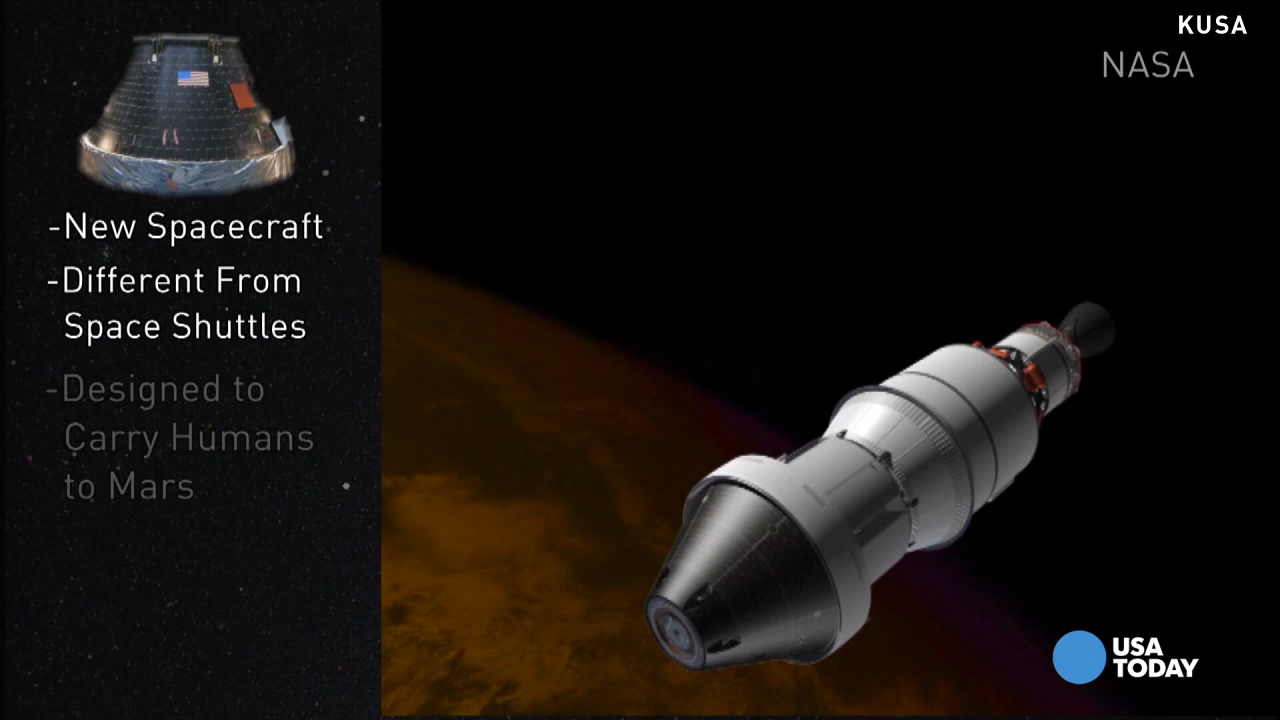 KUSA
NASA
-New Spacecraft
-Different From
Space Shuttles
-Designed to
Carry Humans
to Mars
USA
TODAY